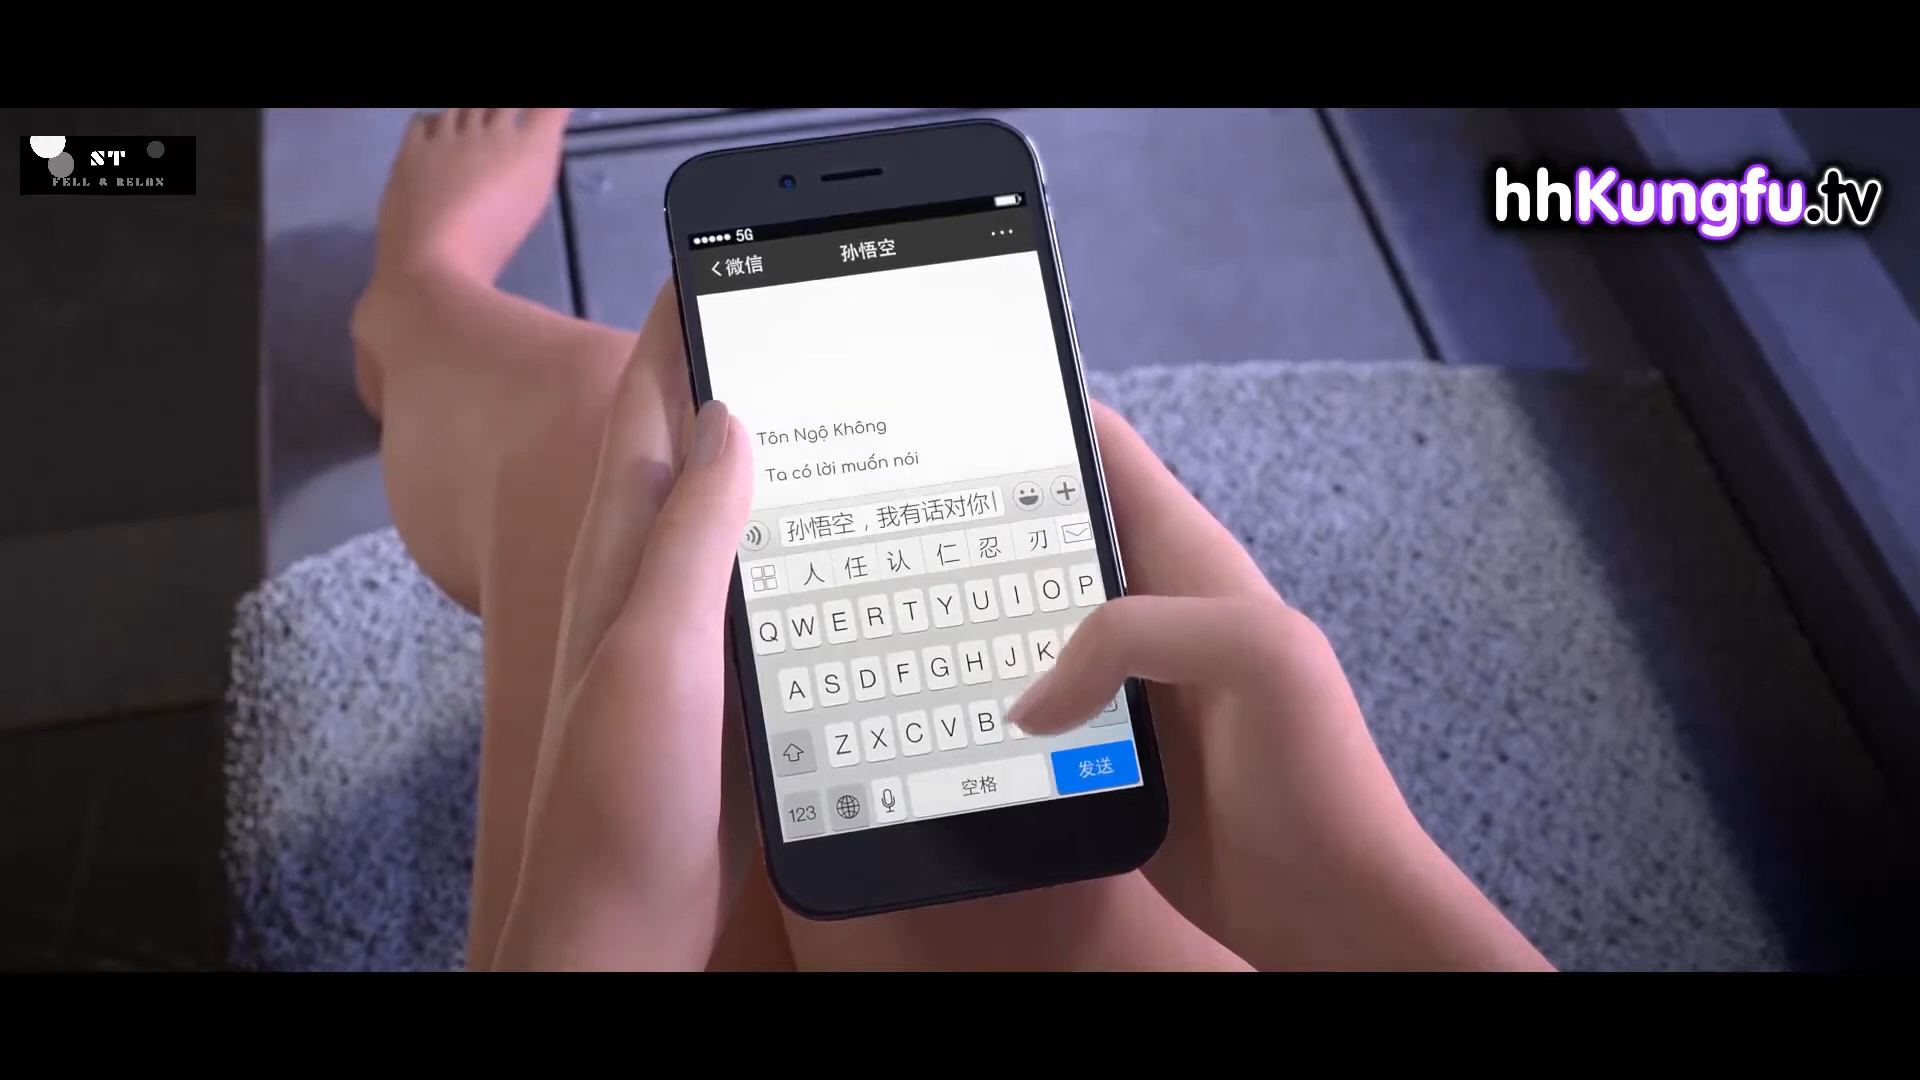 ST
FELL & RELOX
hhKungfu.tv
5G
微信
孙悟空
Tôn Ngộ Không
Ta có lời muốn nói
孙悟空，我有话对你
人 任 认 仁 忍 刃
Q W E R T Y U I O P
A S D F G H J K
Z X C V B
123 空格 发送